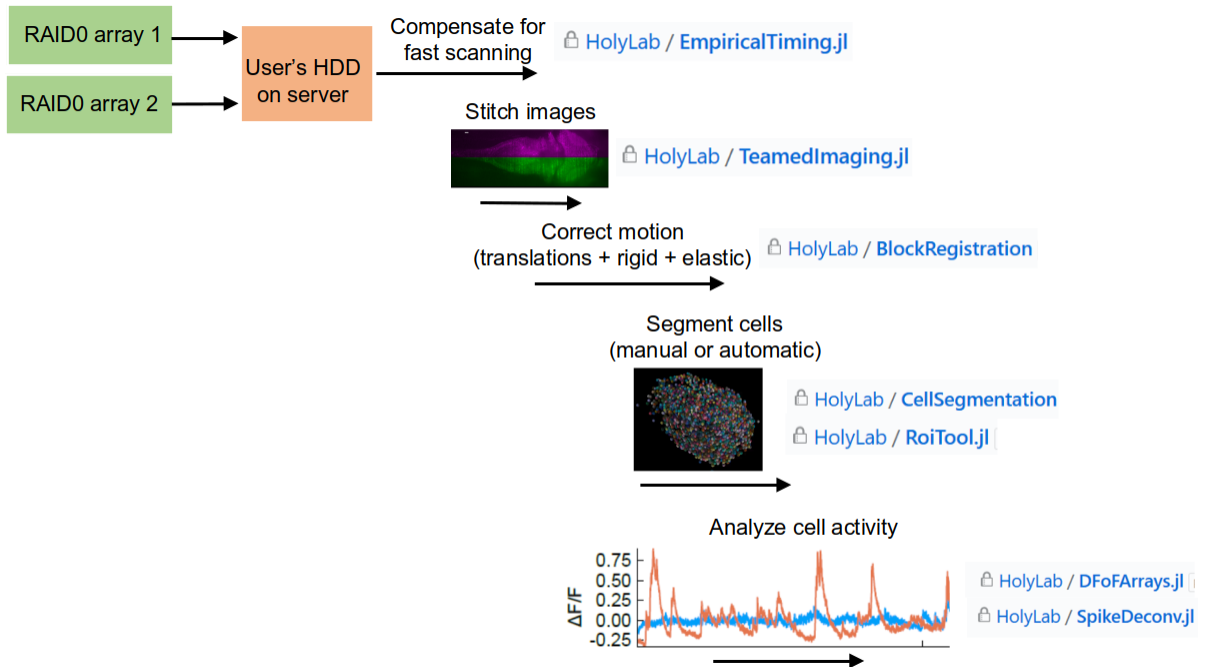 RAID0 array 1
RAID0 array 2
User's HDD
on server
Compensate for
fast scanning
HolyLab / EmpiricalTiming.jl
Stitch images
HolyLab / TeamedImaging.jl
Correct motion
(translations + rigid + elastic)
HolyLab / BlockRegistration
Segment cells
(manual or automatic)
HolyLab / CellSegmentation
HolyLab / RoiTool.jl
Analyze cell activity
ΔF/F
0.75
0.50
0.25
0.00
-0.25
HolyLab / DFoFArrays.jl
HolyLab / SpikeDeconv.jl